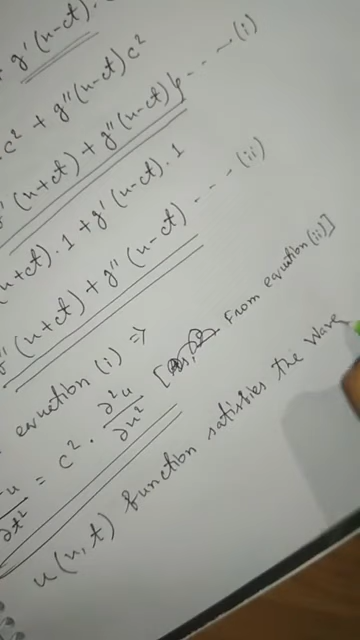 + g'(x-ct).
c² + g''(x-ct) c²
''(x+ct) + g''(x-ct)} - - - (i)
(x+ct).1 + g'(x-ct).1
''(x+ct) + g''(x-ct) - - - (ii)
equation (i) ⇒
∂t² = c² · ∂²u/∂x² [ From equation (ii)]
u(x,t) function satisfies the wave